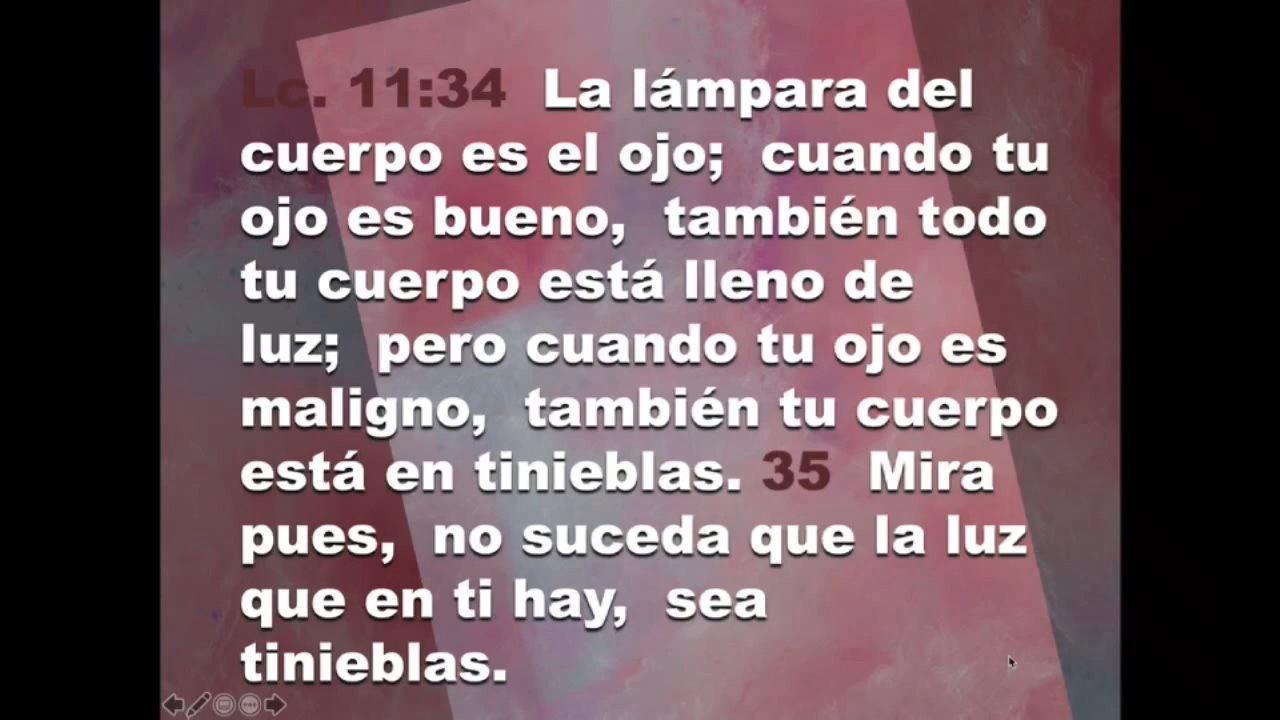 Lc. 11:34 La lámpara del
cuerpo es el ojo; cuando tu
ojo es bueno, también todo
tu cuerpo está lleno de
luz; pero cuando tu ojo es
maligno, también tu cuerpo
está en tinieblas. 35 Mira
pues, no suceda que la luz
que en ti hay, sea
tinieblas.